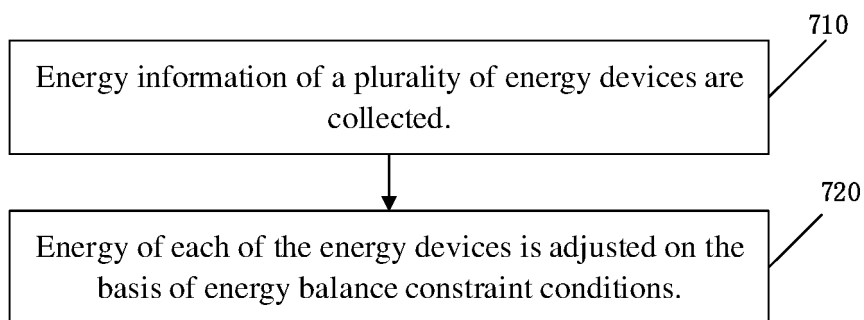 710
Energy information of a plurality of energy devices are
collected.
720
Energy of each of the energy devices is adjusted on the
basis of energy balance constraint conditions.